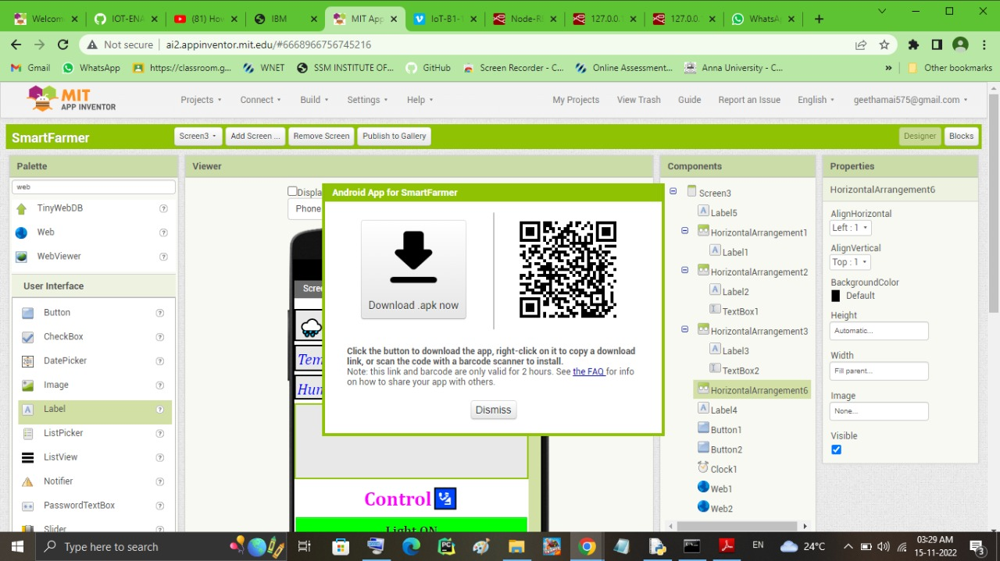 Welcom
IOT-ENA
(81) How
IBM
MIT App
IoT-B1-1
Node-RE
127.0.0.
127.0.0.
WhatsA
Not secure ai2.appinventor.mit.edu/#6668966756745216
Gmail WhatsApp https://classroom.g... WNET SSM INSTITUTE OF... GitHub Screen Recorder - C... Online Assessment... Anna University - C... » Other bookmarks
MIT
APP INVENTOR
Projects Connect Build Settings Help My Projects View Trash Guide Report an Issue English geethamai575@gmail.com
SmartFarmer Screen3 Add Screen ... Remove Screen Publish to Gallery Designer Blocks
Palette
web
TinyWebDB
Web
WebViewer
User Interface
Button
CheckBox
DatePicker
Image
Label
ListPicker
ListView
Notifier
PasswordTextBox
Slider
Viewer
Displa
Phone
Scree
Tem
Hum
Control
Light ON
Android App for SmartFarmer
Download .apk now
Click the button to download the app, right-click on it to copy a download
link, or scan the code with a barcode scanner to install.
Note: this link and barcode are only valid for 2 hours. See the FAQ for info
on how to share your app with others.
Dismiss
Components
Screen3
Label5
HorizontalArrangement1
Label1
HorizontalArrangement2
Label2
TextBox1
HorizontalArrangement3
Label3
TextBox2
HorizontalArrangement6
Label4
Button1
Button2
Clock1
Web1
Web2
Properties
HorizontalArrangement6
AlignHorizontal
Left : 1
AlignVertical
Top : 1
BackgroundColor
Default
Height
Automatic...
Width
Fill parent...
Image
None...
Visible
Type here to search
EN
24°C
03:29 AM
15-11-2022
3